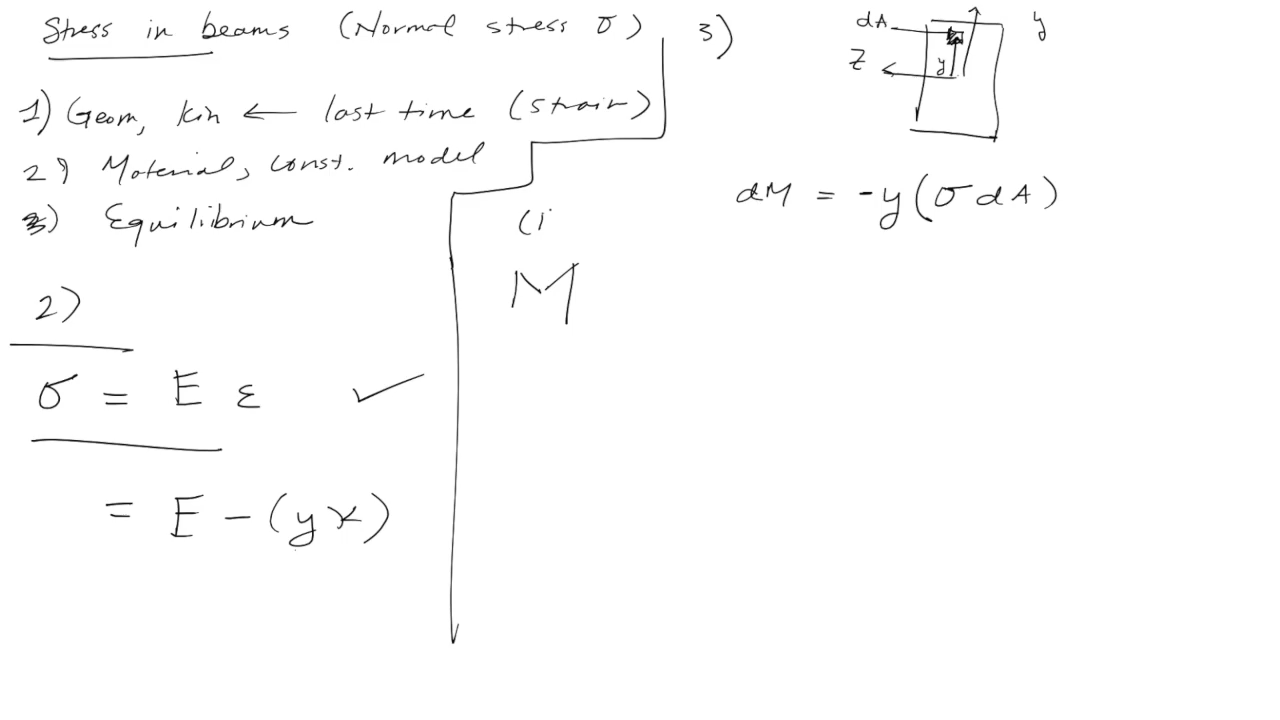 Stress in beams (Normal stress σ)
1) Geom, kin ← last time (strain)
2) Material, const. model
3) Equilibrium
2)
σ = E ε ✓
= E - (y κ)
(i
M
3)
dA
y
Z
y
dM = -y(σ dA)